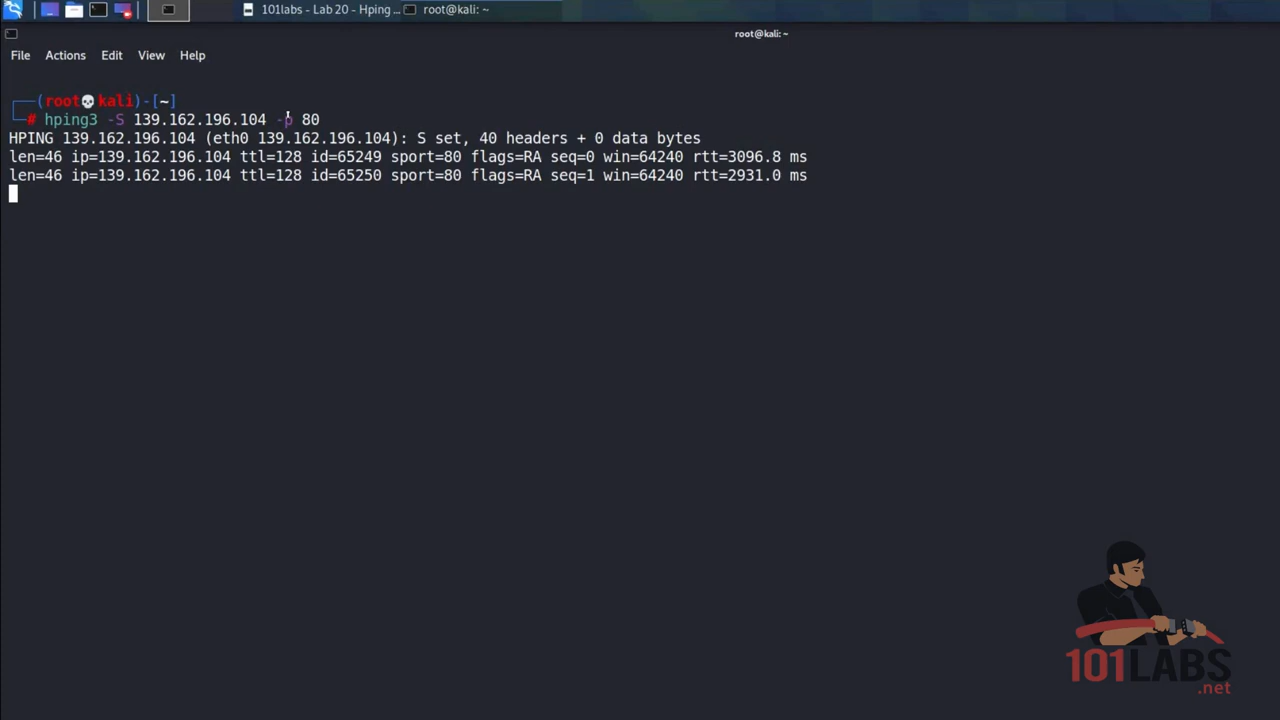 101labs - Lab 20 - Hping ... root@kali: ~
root@kali: ~
File Actions Edit View Help
┌──(root💀kali)-[~]
└─# hping3 -S 139.162.196.104 -p 80
HPING 139.162.196.104 (eth0 139.162.196.104): S set, 40 headers + 0 data bytes
len=46 ip=139.162.196.104 ttl=128 id=65249 sport=80 flags=RA seq=0 win=64240 rtt=3096.8 ms
len=46 ip=139.162.196.104 ttl=128 id=65250 sport=80 flags=RA seq=1 win=64240 rtt=2931.0 ms
101LABS
.net